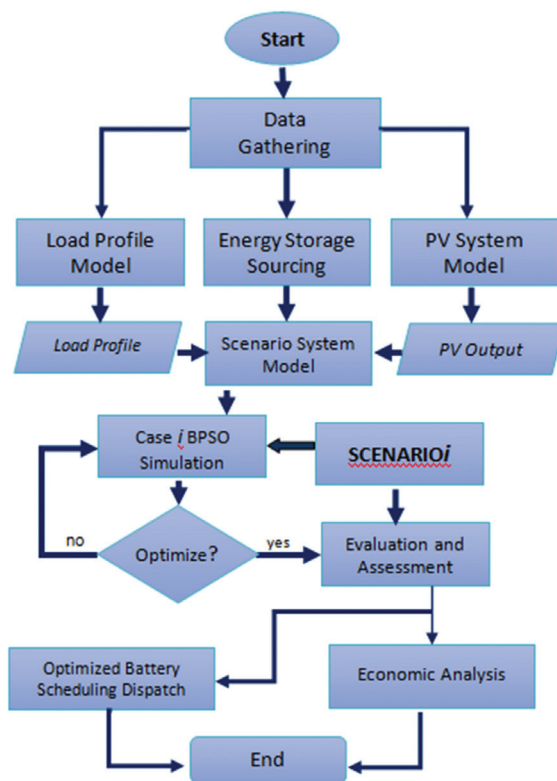 Start
Data
Gathering
Load Profile
Model
Energy Storage
Sourcing
PV System
Model
Load Profile
Scenario System
Model
PV Output
Case i BPSO
Simulation
SCENARIOi
no
Optimize?
yes
Evaluation and
Assessment
Optimized Battery
Scheduling Dispatch
Economic Analysis
End